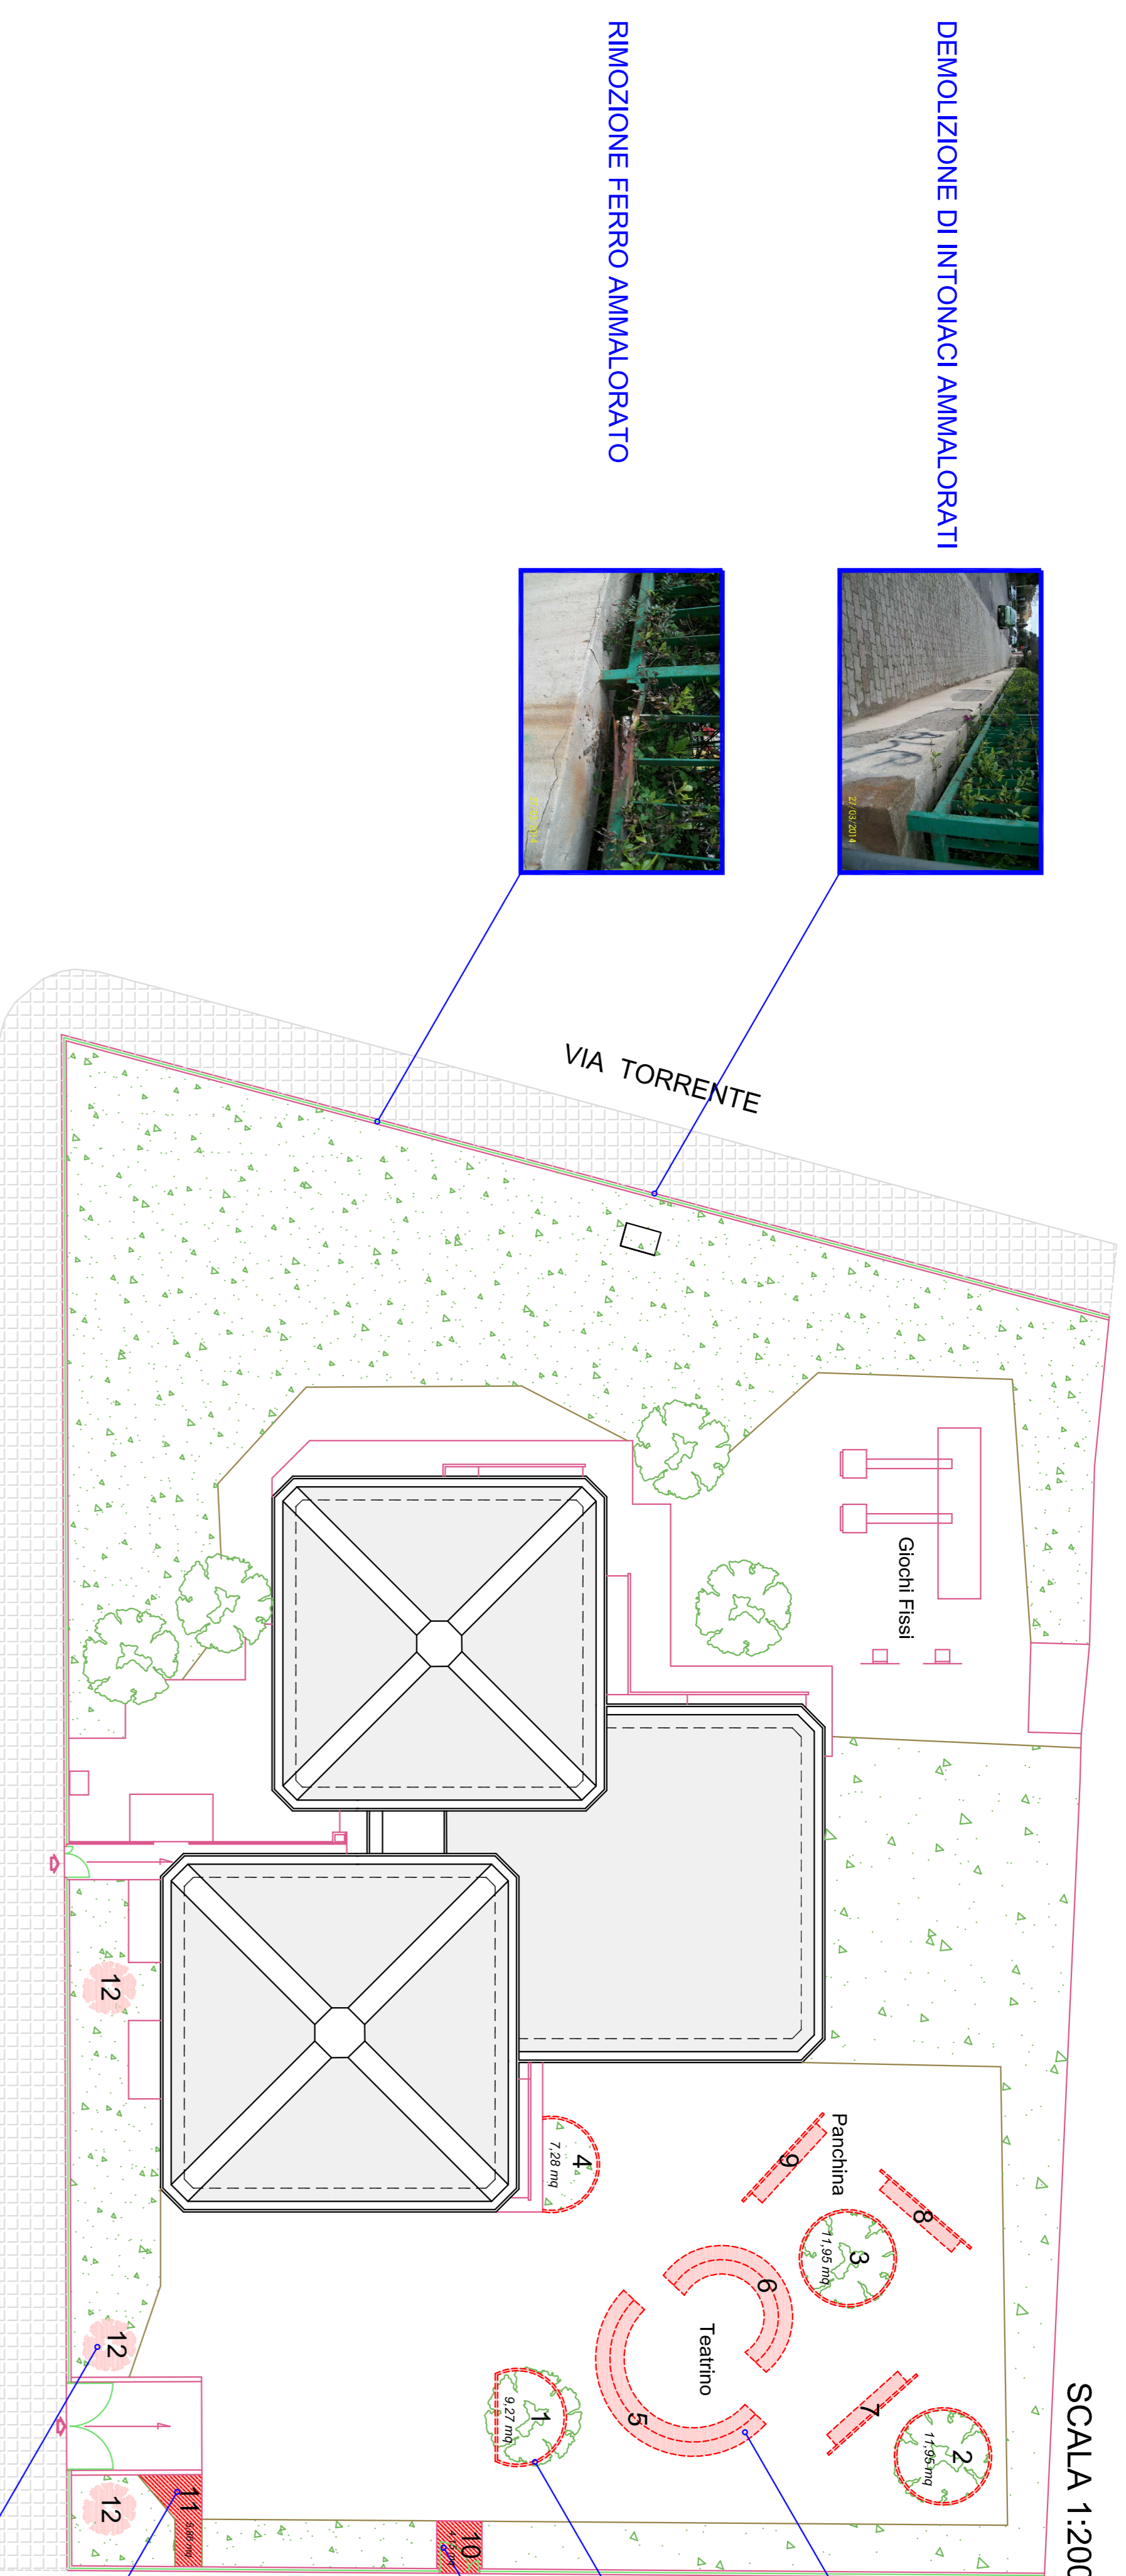 DEMOLIZIONE DI INTONACI AMMALORATI
RIMOZIONE FERRO AMMALORATO
27/03/2014
VIA TORRENTE
Giochi Fissi
SCALA 1:200
Panchina
9
8
3
11,95 mq
4
7,28 mq
6
Teatrino
5
7
2
11,95 mq
1
9,27 mq
12
12
12
11
10